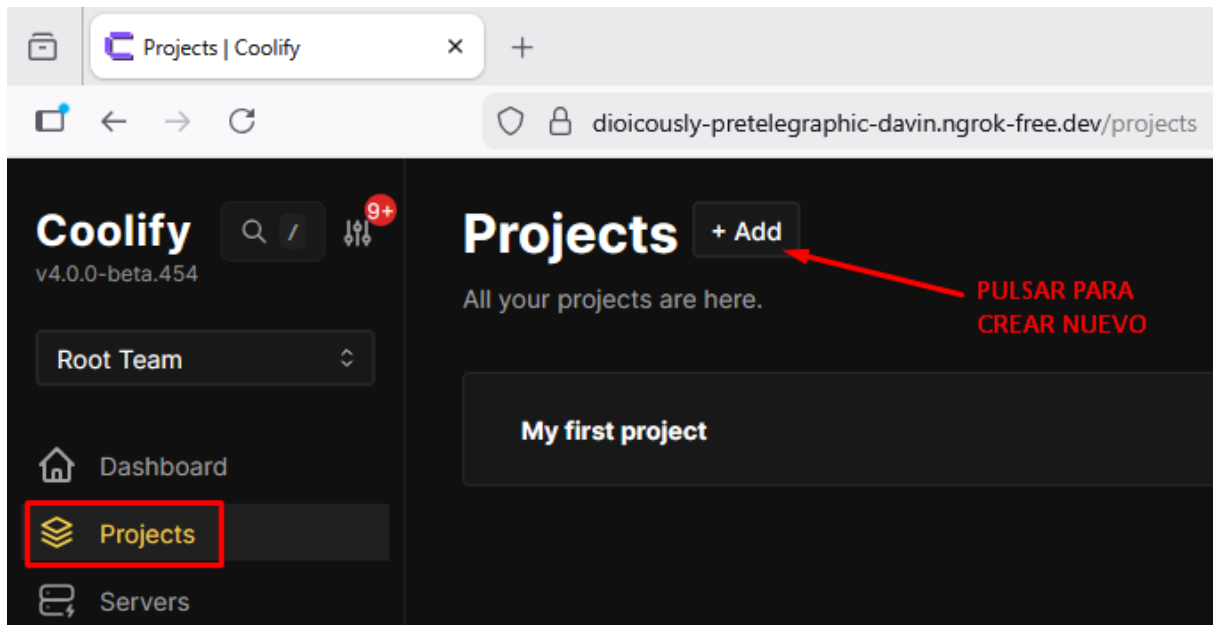 Projects | Coolify
dioicously-pretelegraphic-davin.ngrok-free.dev/projects
Coolify
/
9+
v4.0.0-beta.454
Root Team
Dashboard
Projects
Servers
Projects
+ Add
All your projects are here.
PULSAR PARA
CREAR NUEVO
My first project